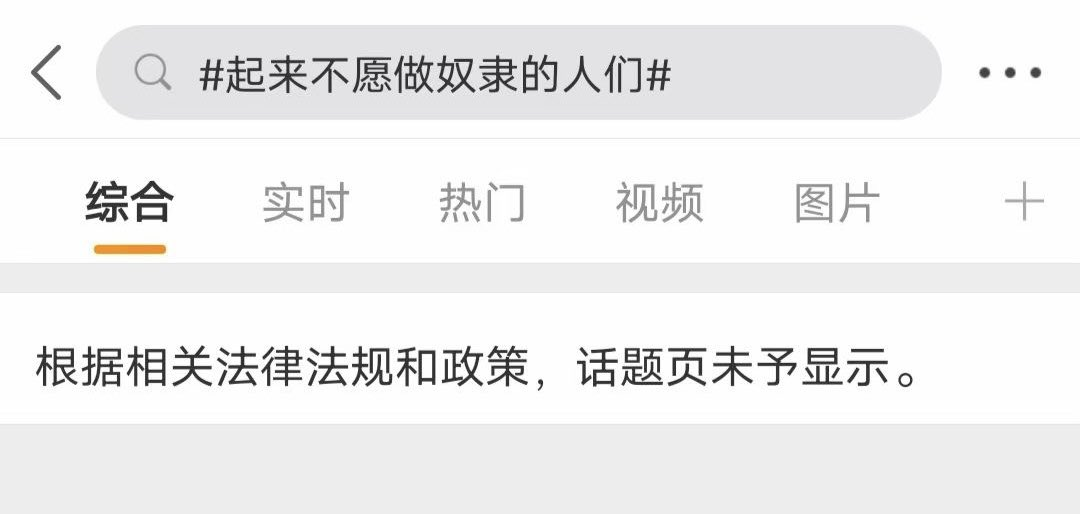 #起来不愿做奴隶的人们#
综合 实时 热门 视频 图片
根据相关法律法规和政策，话题页未予显示。